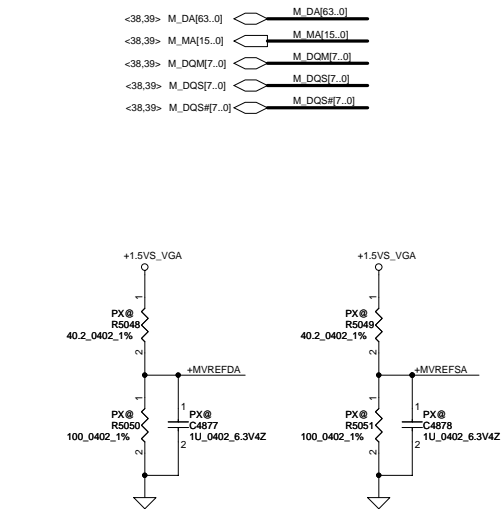 <38,39> M_DA[63..0] M_DA[63..0]
<38,39> M_MA[15..0] M_MA[15..0]
<38,39> M_DQM[7..0] M_DQM[7..0]
<38,39> M_DQS[7..0] M_DQS[7..0]
<38,39> M_DQS#[7..0] M_DQS#[7..0]
+1.5VS_VGA +1.5VS_VGA
1 1
PX@ PX@
R5048 R5049
40.2_0402_1% 40.2_0402_1%
2 2
+MVREFDA +MVREFSA
1 1 1 1
PX@ PX@ PX@ PX@
R5050 C4877 R5051 C4878
100_0402_1% 1U_0402_6.3V4Z 100_0402_1% 1U_0402_6.3V4Z
2 2 2 2